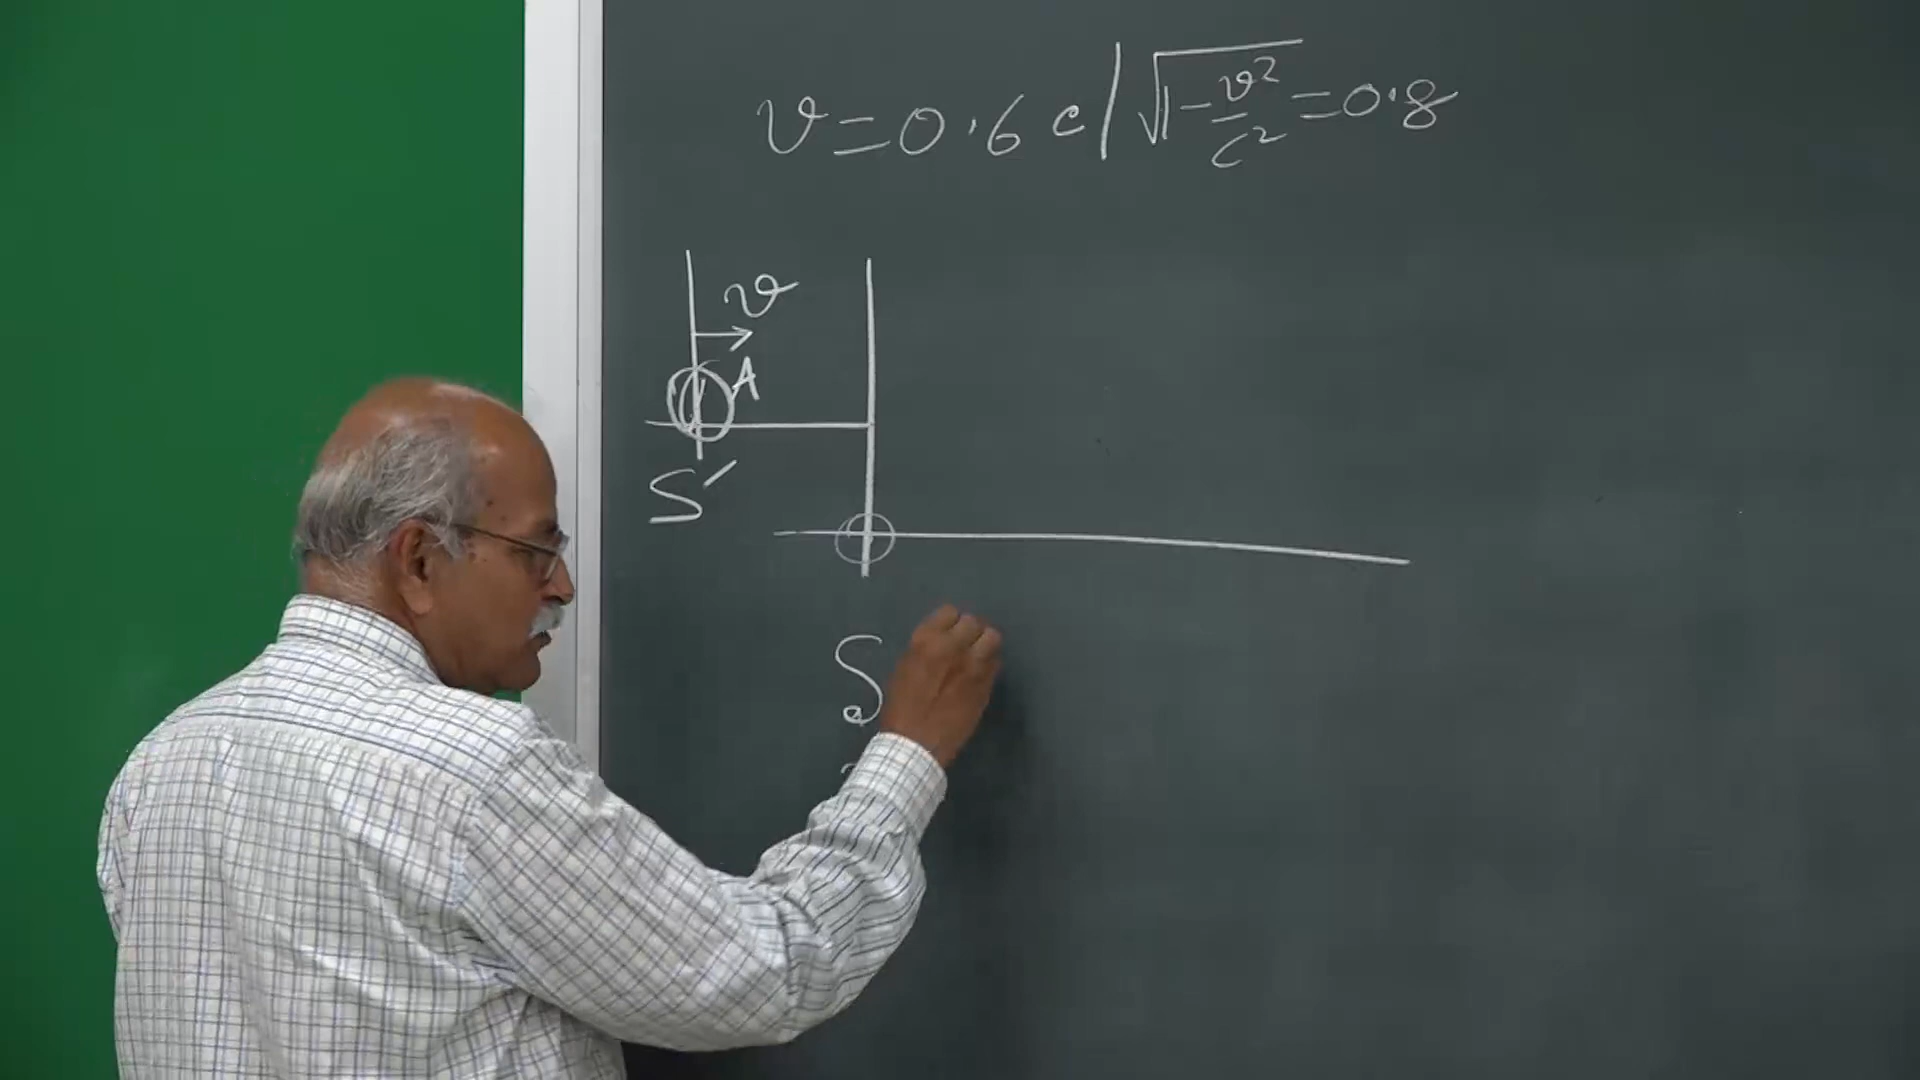 v = 0.6 c | √(1 - v²/c²) = 0.8
v
A
S′
S